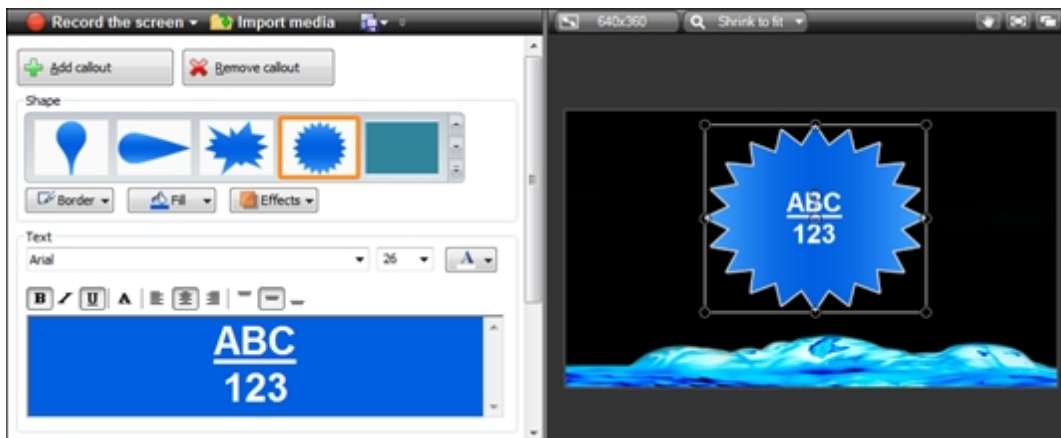 Record the screen
Import media
640x360
Shrink to fit
Add callout
Remove callout
Shape
Border
Fill
Effects
Text
Arial
26
A
B I U A
ABC
123
ABC
123